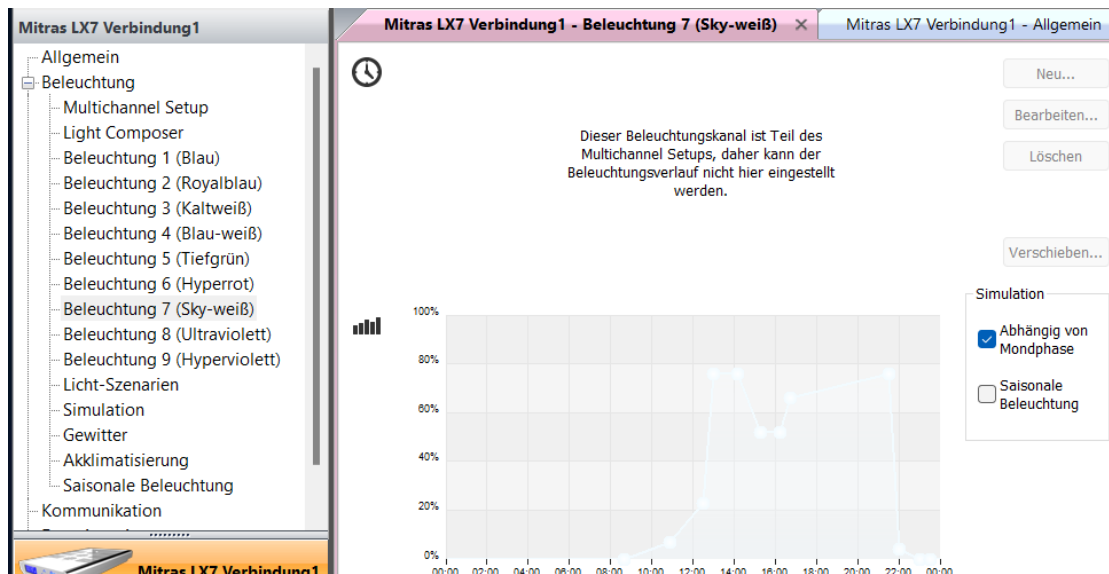 Mitras LX7 Verbindung1
Allgemein
Beleuchtung
Multichannel Setup
Light Composer
Beleuchtung 1 (Blau)
Beleuchtung 2 (Royalblau)
Beleuchtung 3 (Kaltweiß)
Beleuchtung 4 (Blau-weiß)
Beleuchtung 5 (Tiefgrün)
Beleuchtung 6 (Hyperrot)
Beleuchtung 7 (Sky-weiß)
Beleuchtung 8 (Ultraviolett)
Beleuchtung 9 (Hyperviolett)
Licht-Szenarien
Simulation
Gewitter
Akklimatisierung
Saisonale Beleuchtung
Kommunikation
Mitras LX7 Verbindung1
Mitras LX7 Verbindung1 - Beleuchtung 7 (Sky-weiß) Mitras LX7 Verbindung1 - Allgemein
Dieser Beleuchtungskanal ist Teil des
Multichannel Setups, daher kann der
Beleuchtungsverlauf nicht hier eingestellt
werden.
Neu...
Bearbeiten...
Löschen
Verschieben...
Simulation
Abhängig von
Mondphase
Saisonale
Beleuchtung
100%
80%
60%
40%
20%
0%
00:00 02:00 04:00 06:00 08:00 10:00 12:00 14:00 16:00 18:00 20:00 22:00 00:00